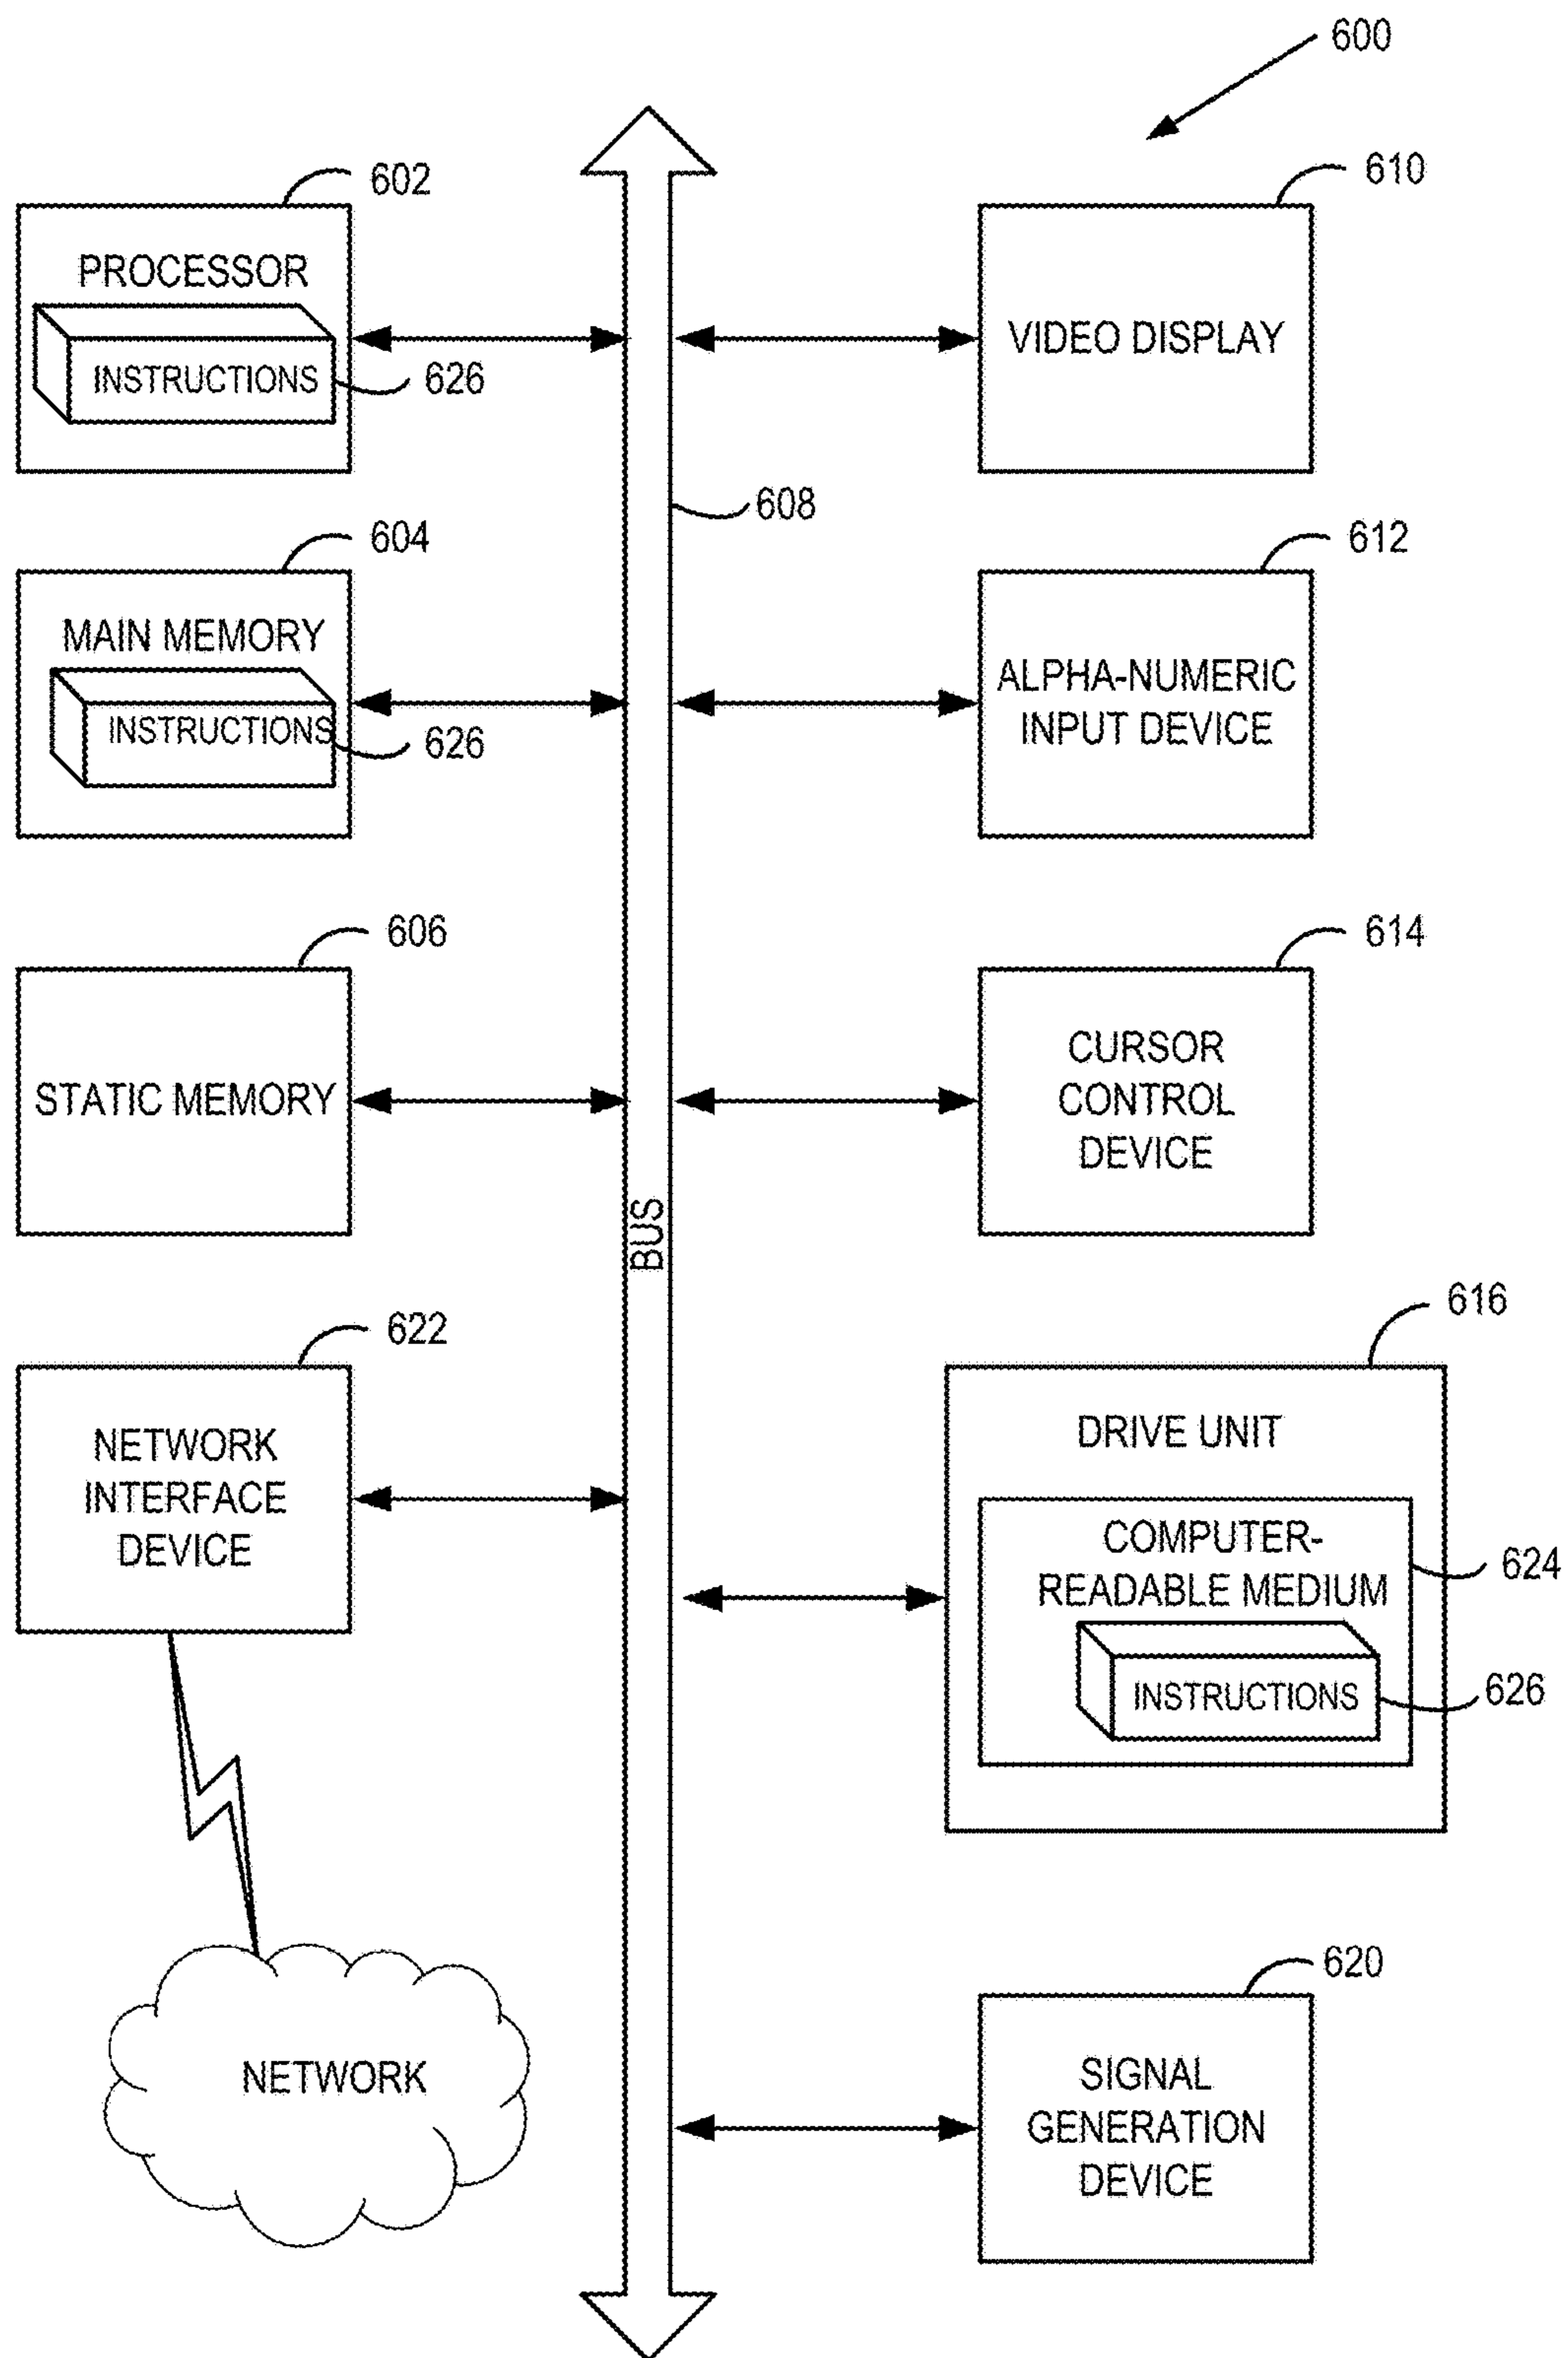 600
602
PROCESSOR
INSTRUCTIONS
626
604
MAIN MEMORY
INSTRUCTIONS
626
606
STATIC MEMORY
622
NETWORK
INTERFACE
DEVICE
NETWORK
BUS
608
610
VIDEO DISPLAY
612
ALPHA-NUMERIC
INPUT DEVICE
614
CURSOR
CONTROL
DEVICE
616
DRIVE UNIT
COMPUTER-
READABLE MEDIUM
624
INSTRUCTIONS
626
620
SIGNAL
GENERATION
DEVICE